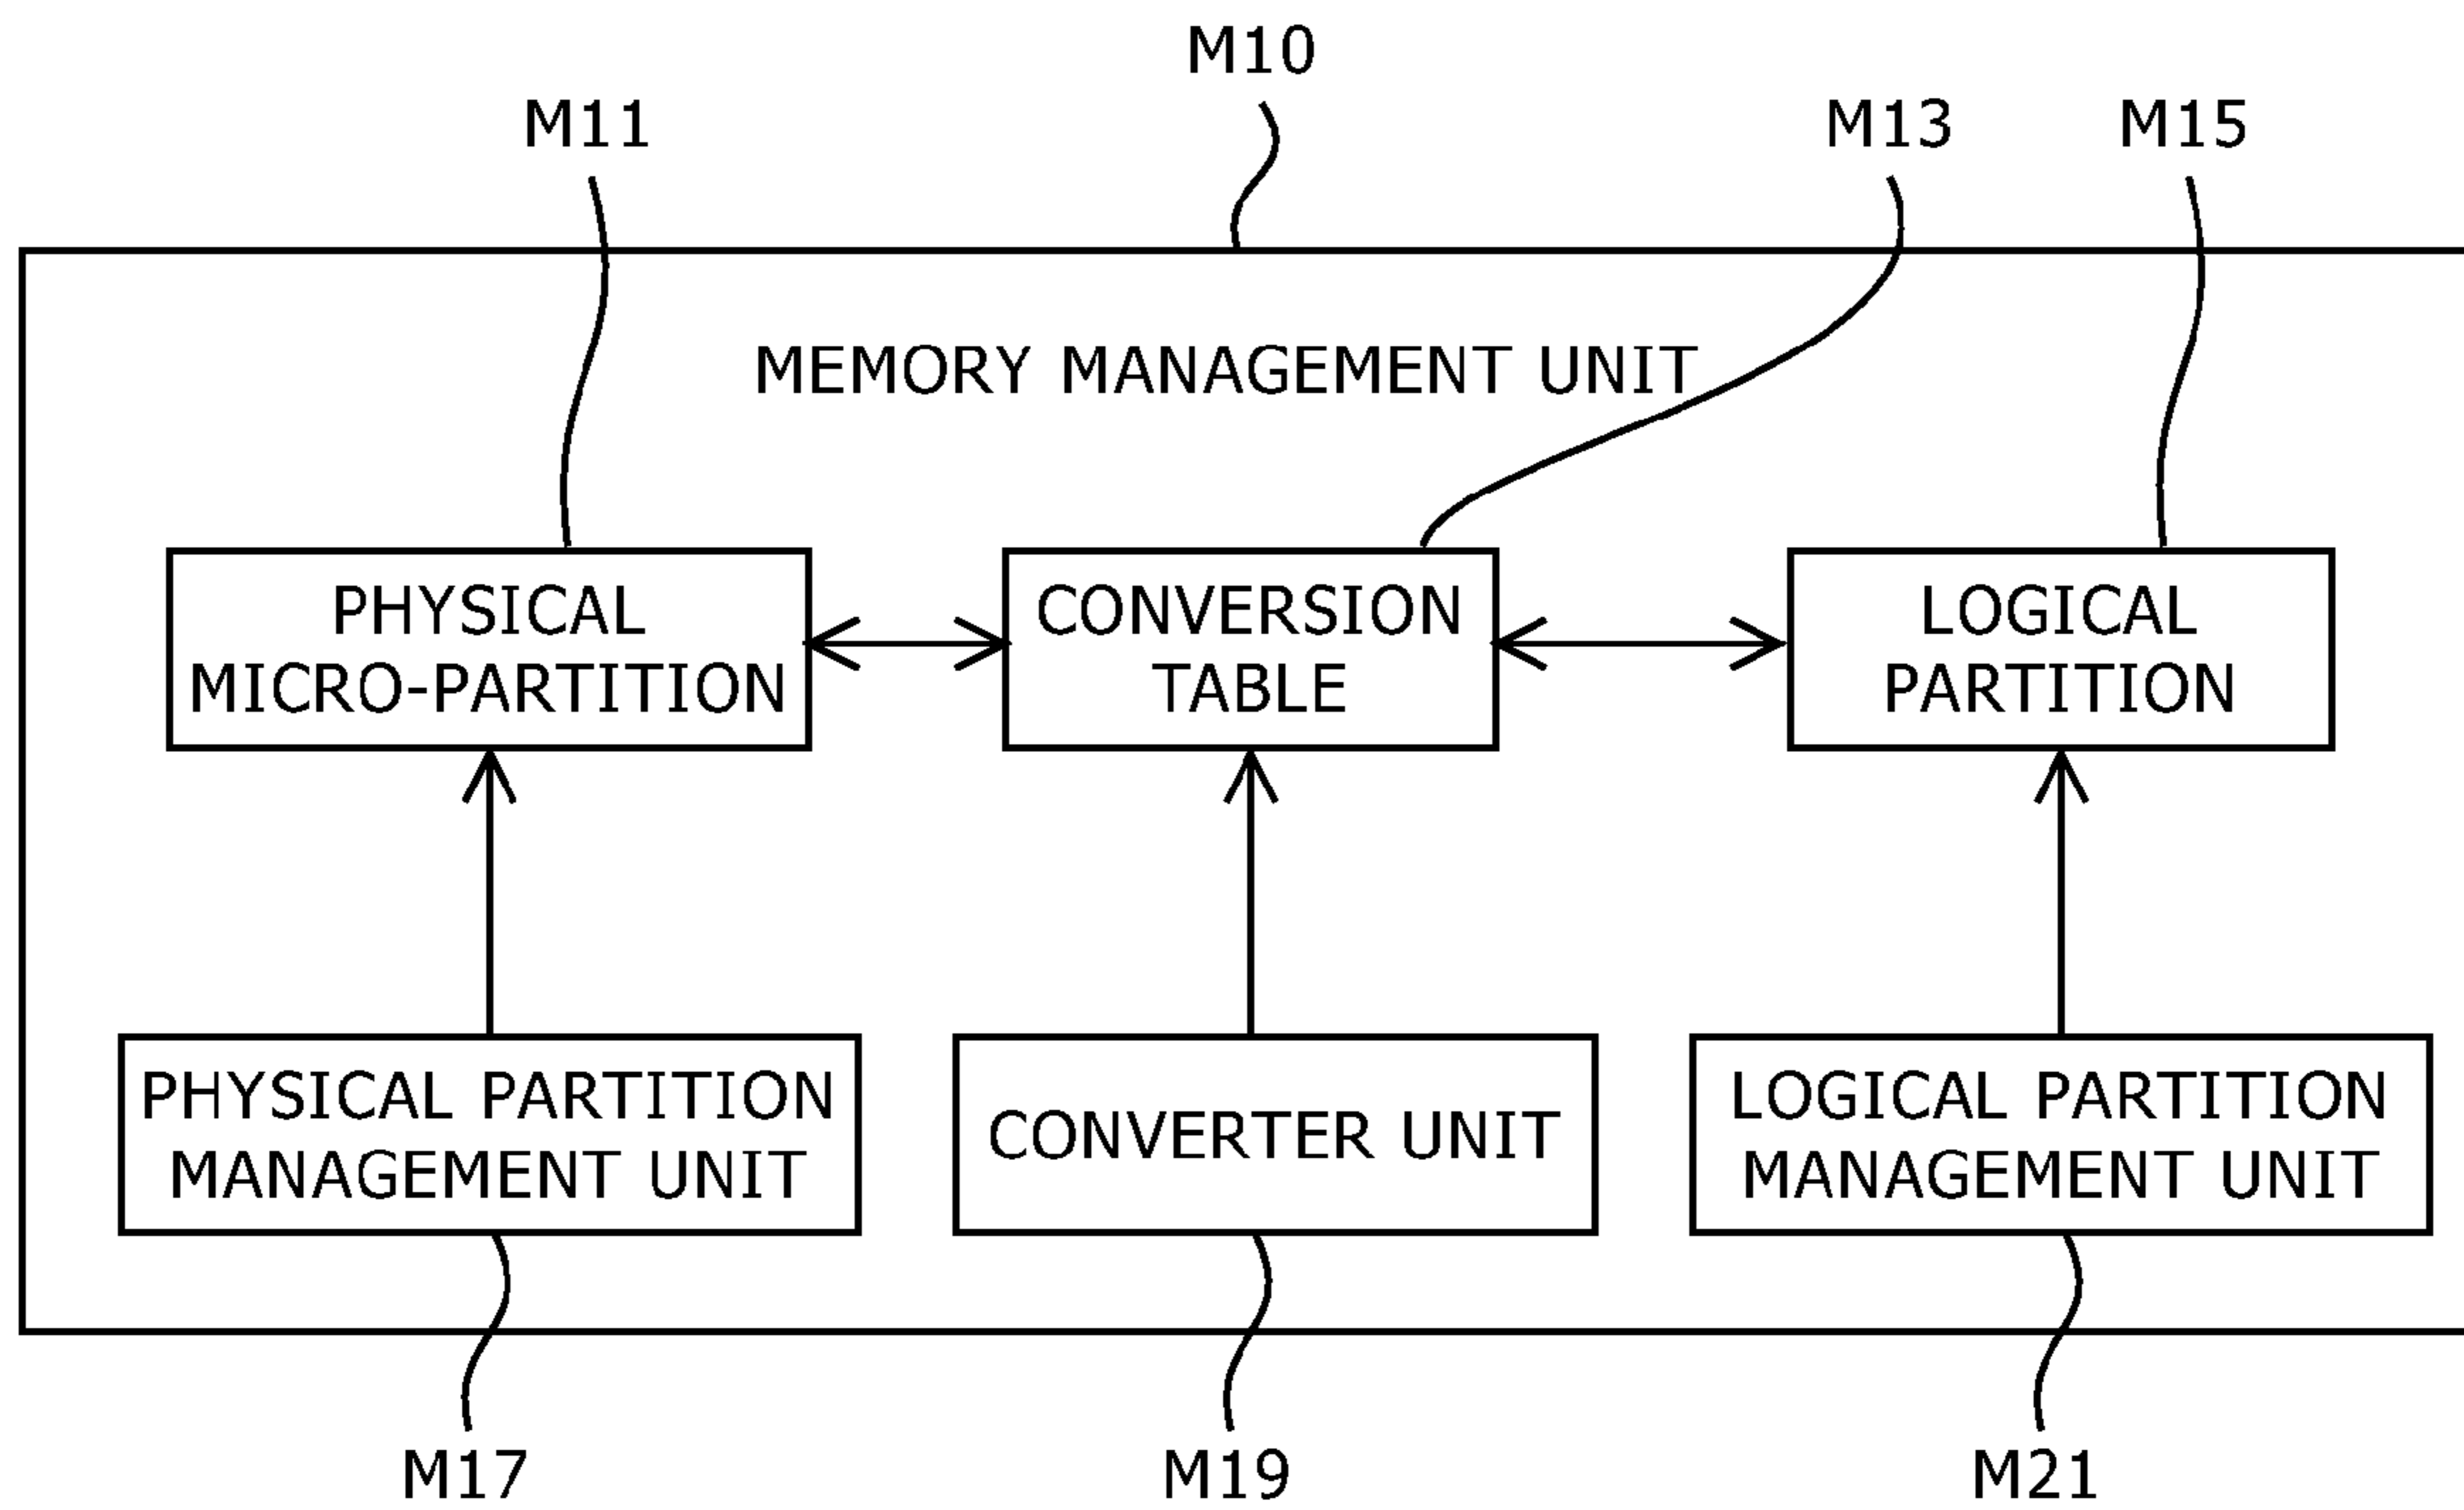 M10
M11
M13
M15
MEMORY MANAGEMENT UNIT
PHYSICAL
MICRO-PARTITION
CONVERSION
TABLE
LOGICAL
PARTITION
PHYSICAL PARTITION
MANAGEMENT UNIT
CONVERTER UNIT
LOGICAL PARTITION
MANAGEMENT UNIT
M17
M19
M21